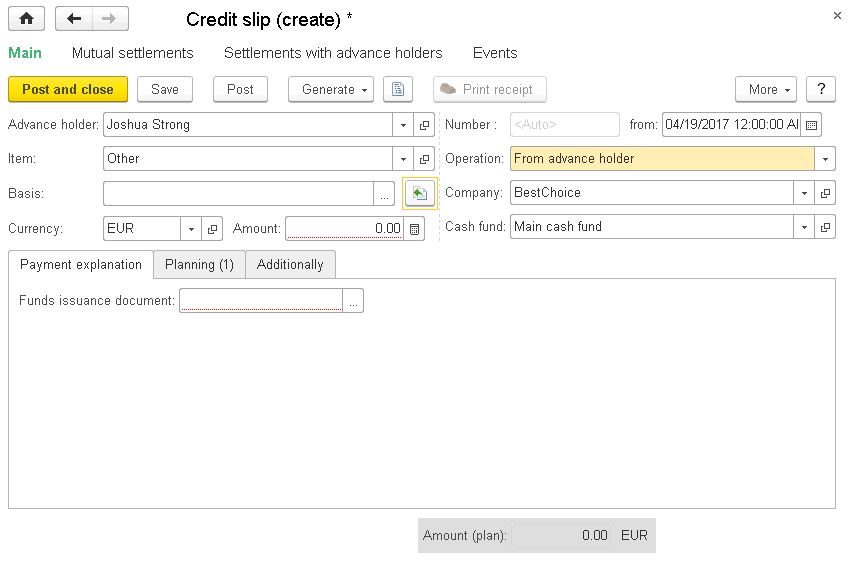 Credit slip (create) *
Main Mutual settlements Settlements with advance holders Events
Post and close Save Post Generate Print receipt More ?
Advance holder: Joshua Strong Number : <Auto> from: 04/19/2017 12:00:00 AI
Item: Other Operation: From advance holder
Basis: ... Company: BestChoice
Currency: EUR Amount: 0.00 Cash fund: Main cash fund
Payment explanation Planning (1) Additionally
Funds issuance document: ...
Amount (plan): 0.00 EUR